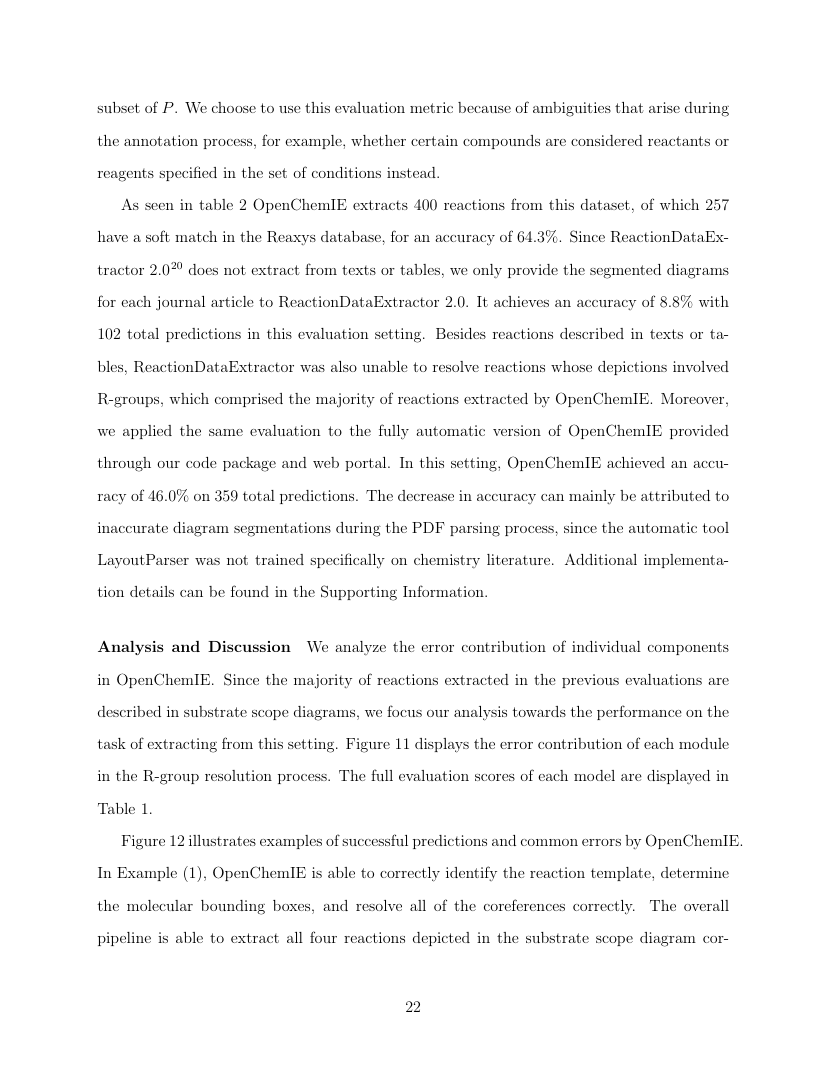 subset of P. We choose to use this evaluation metric because of ambiguities that arise during
the annotation process, for example, whether certain compounds are considered reactants or
reagents specified in the set of conditions instead.
As seen in table 2 OpenChemIE extracts 400 reactions from this dataset, of which 257
have a soft match in the Reaxys database, for an accuracy of 64.3%. Since ReactionDataEx-
tractor 2.0²⁰ does not extract from texts or tables, we only provide the segmented diagrams
for each journal article to ReactionDataExtractor 2.0. It achieves an accuracy of 8.8% with
102 total predictions in this evaluation setting. Besides reactions described in texts or ta-
bles, ReactionDataExtractor was also unable to resolve reactions whose depictions involved
R-groups, which comprised the majority of reactions extracted by OpenChemIE. Moreover,
we applied the same evaluation to the fully automatic version of OpenChemIE provided
through our code package and web portal. In this setting, OpenChemIE achieved an accu-
racy of 46.0% on 359 total predictions. The decrease in accuracy can mainly be attributed to
inaccurate diagram segmentations during the PDF parsing process, since the automatic tool
LayoutParser was not trained specifically on chemistry literature. Additional implementa-
tion details can be found in the Supporting Information.
Analysis and Discussion We analyze the error contribution of individual components
in OpenChemIE. Since the majority of reactions extracted in the previous evaluations are
described in substrate scope diagrams, we focus our analysis towards the performance on the
task of extracting from this setting. Figure 11 displays the error contribution of each module
in the R-group resolution process. The full evaluation scores of each model are displayed in
Table 1.
Figure 12 illustrates examples of successful predictions and common errors by OpenChemIE.
In Example (1), OpenChemIE is able to correctly identify the reaction template, determine
the molecular bounding boxes, and resolve all of the coreferences correctly. The overall
pipeline is able to extract all four reactions depicted in the substrate scope diagram cor-
22